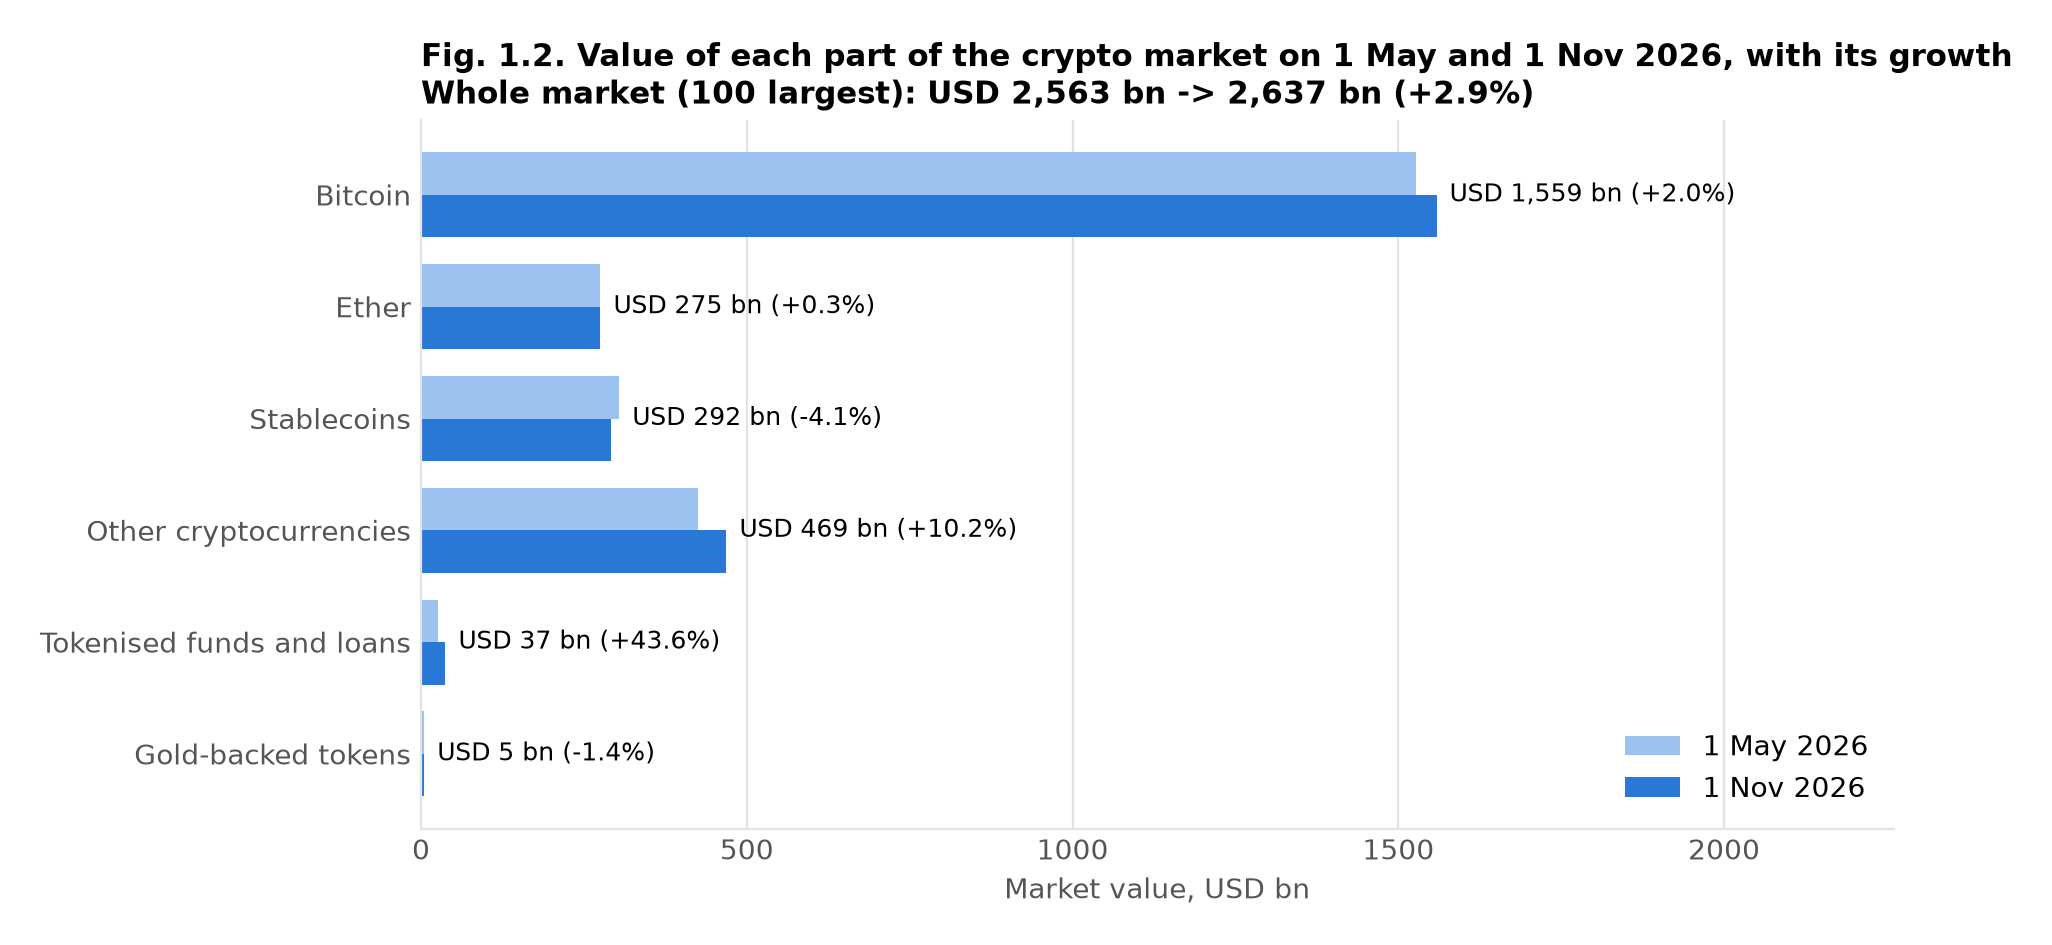 Fig. 1.2. Value of each part of the crypto market on 1 May and 1 Nov 2026, with its growth
Whole market (100 largest): USD 2,563 bn -> 2,637 bn (+2.9%)
Bitcoin
USD 1,559 bn (+2.0%)
Ether
USD 275 bn (+0.3%)
Stablecoins
USD 292 bn (-4.1%)
Other cryptocurrencies
USD 469 bn (+10.2%)
Tokenised funds and loans
USD 37 bn (+43.6%)
Gold-backed tokens
USD 5 bn (-1.4%)
1 May 2026
1 Nov 2026
0 500 1000 1500 2000
Market value, USD bn